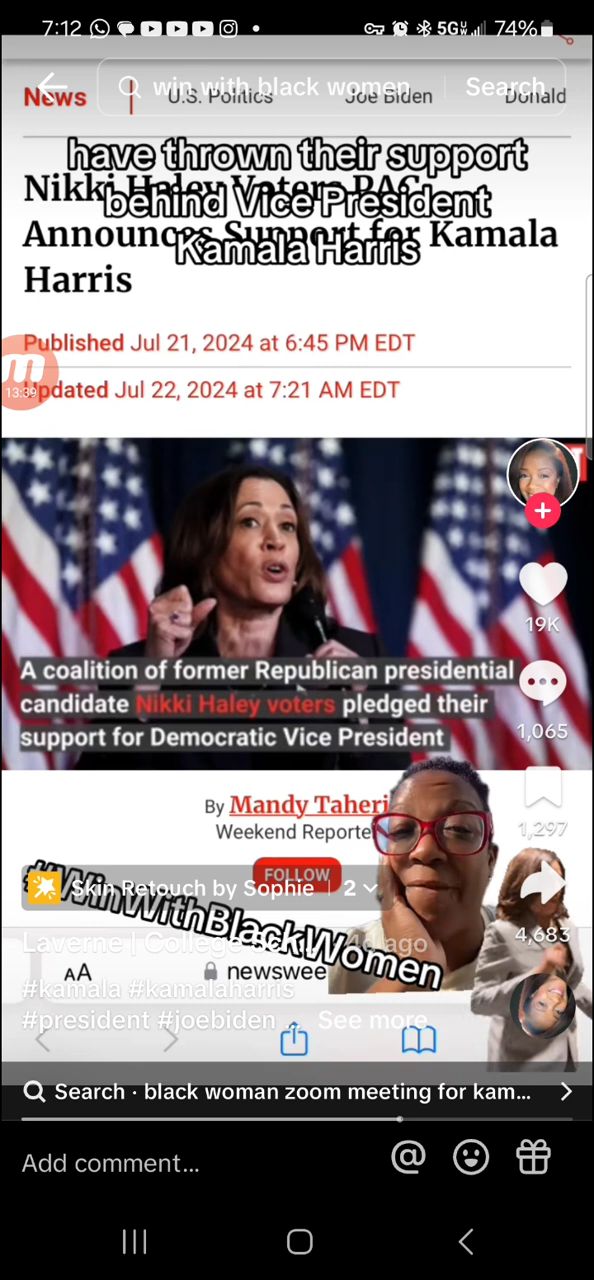 7:12
5G
74%
News
U.S. Politics
Joe Biden
Donald
win with black women
Search
have thrown their support
behind Vice President
Kamala Harris
Nikki Haley Voters PAC
Announces Support for Kamala
Harris
Published Jul 21, 2024 at 6:45 PM EDT
Updated Jul 22, 2024 at 7:21 AM EDT
13:39
19K
A coalition of former Republican presidential
candidate Nikki Haley voters pledged their
support for Democratic Vice President
1,065
By Mandy Taheri
Weekend Reporter
1,297
FOLLOW
Skin Retouch by Sophie | 2
#WinWithBlackWomen
4,683
Laverne | College
ago
AA
newswee
#kamala #kamalaharris
#president #joebiden ... See more
Search · black woman zoom meeting for kam...
Add comment...